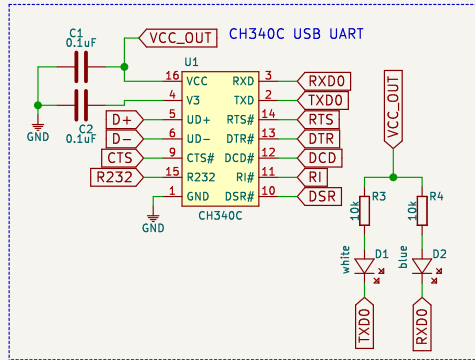 CH340C USB UART
VCC_OUT
C1
0.1uF
C2
0.1uF
GND
U1
16 VCC
4 V3
5 UD+
6 UD-
9 CTS#
15 R232
1 GND
RXD 3
TXD 2
RTS# 14
DTR# 13
DCD# 12
RI# 11
DSR# 10
CH340C
D+
D-
CTS
R232
GND
RXD0
TXD0
RTS
DTR
DCD
RI
DSR
VCC_OUT
R3
10k
R4
10k
white
D1
blue
D2
TXD0
RXD0